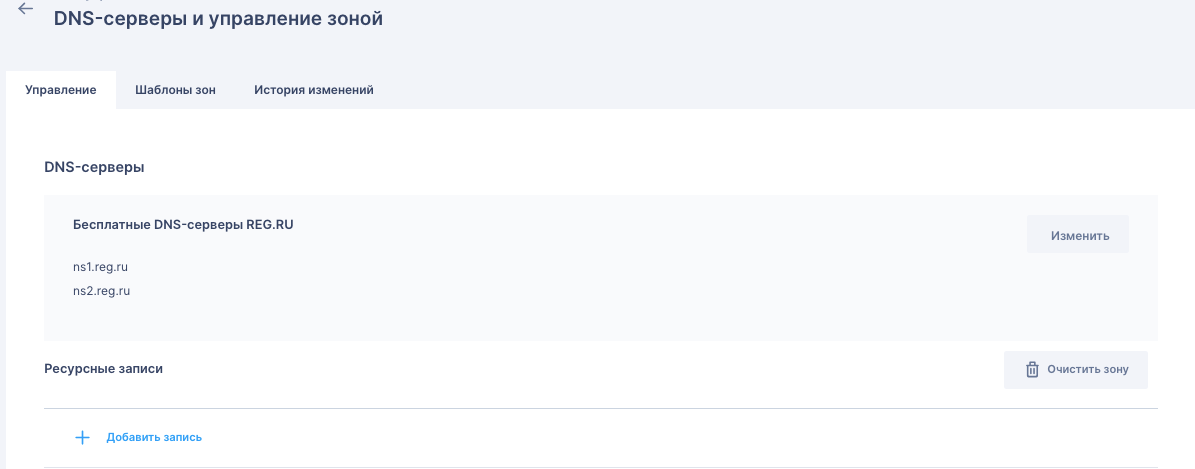 DNS-серверы и управление зоной
Управление
Шаблоны зон
История изменений
DNS-серверы
Бесплатные DNS-серверы REG.RU
Изменить
ns1.reg.ru
ns2.reg.ru
Ресурсные записи
Очистить зону
Добавить запись